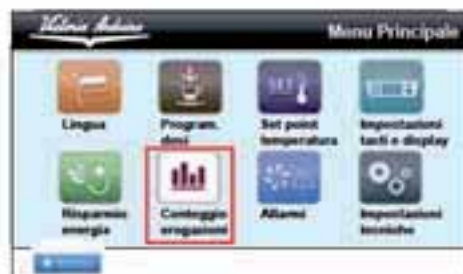 Victoria Arduino
Menu Principale
Lingua
Program.
dosi
Set point
temperatura
Impostazioni
tasti e display
Risparmio
energia
Conteggio
erogazioni
Allarmi
Impostazioni
tecniche